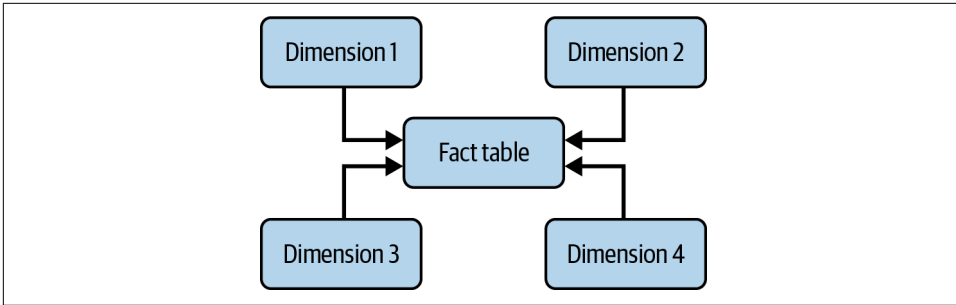 Dimension 1
Dimension 2
Fact table
Dimension 3
Dimension 4